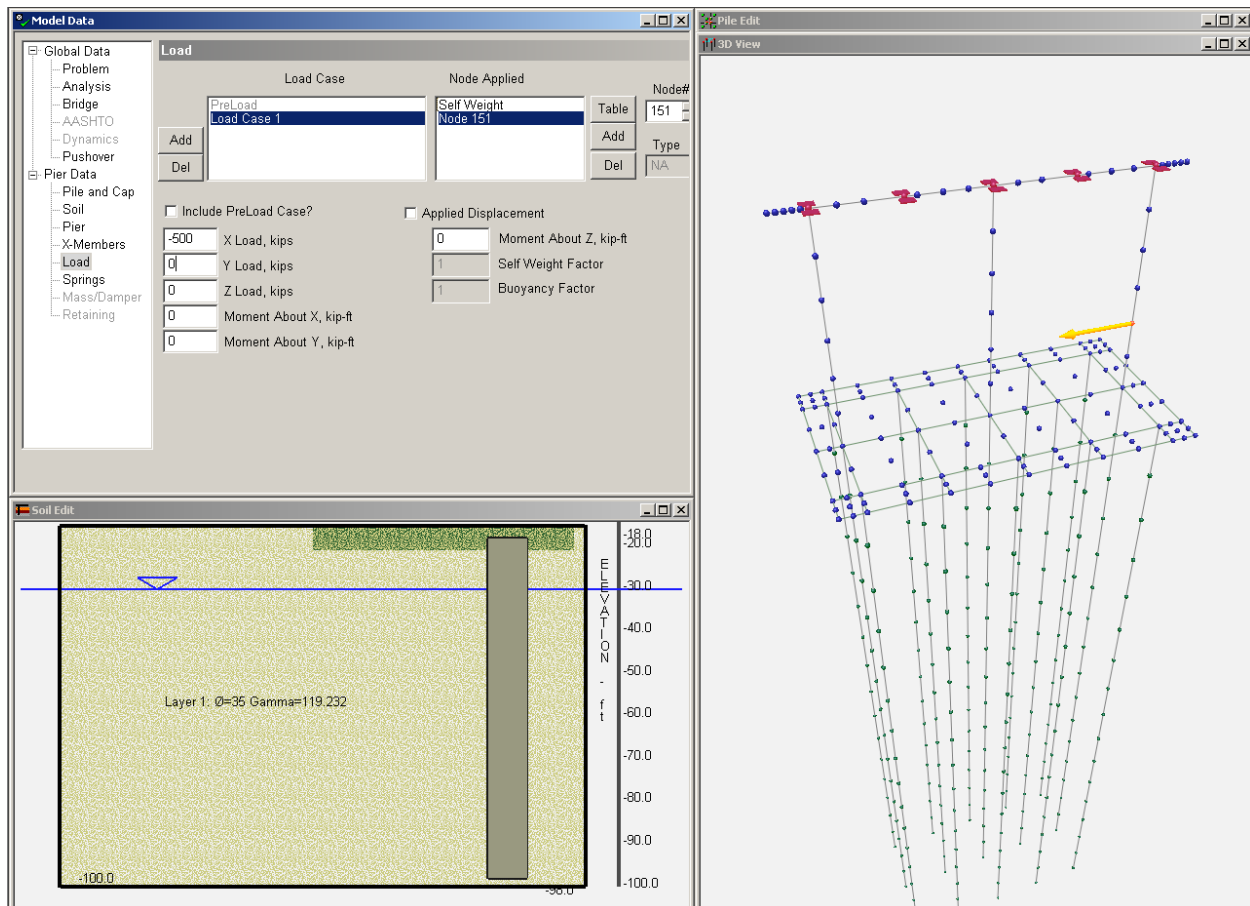 Model Data
Global Data
Problem
Analysis
Bridge
AASHTO
Dynamics
Pushover
Pier Data
Pile and Cap
Soil
Pier
X-Members
Load
Springs
Mass/Damper
Retaining
Load
Load Case
Node Applied
Node#
PreLoad
Load Case 1
Self Weight
Node 151
Table
151
Add
Add
Del
Del
Type
NA
Include PreLoad Case?
Applied Displacement
-500 X Load, kips
0 Moment About Z, kip-ft
0 Y Load, kips
1 Self Weight Factor
0 Z Load, kips
1 Buoyancy Factor
0 Moment About X, kip-ft
0 Moment About Y, kip-ft
Soil Edit
Layer 1: Ø=35 Gamma=119.232
-100.0
-98.0
ELEVATION - ft
-18.0
-20.0
-30.0
-40.0
-50.0
-60.0
-70.0
-80.0
-90.0
-100.0
Pile Edit
3D View